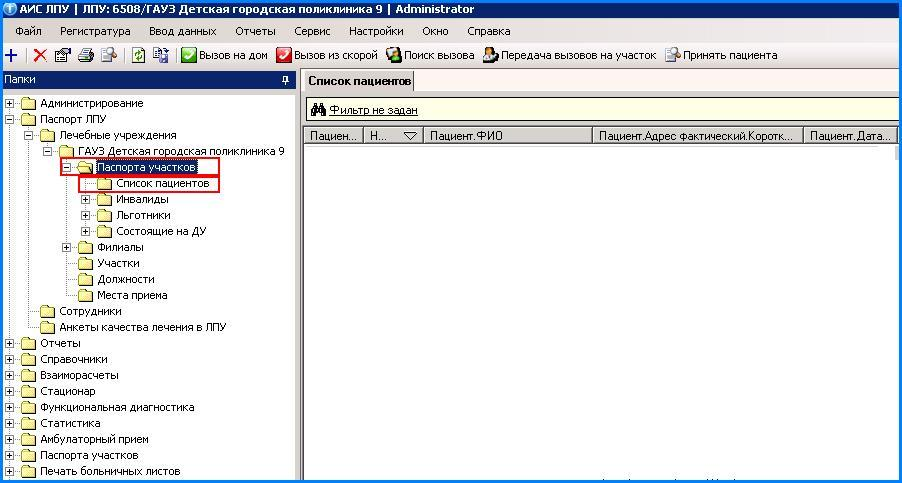 АИС ЛПУ | ЛПУ: 6508/ГАУЗ Детская городская поликлиника 9 | Administrator
Файл Регистратура Ввод данных Отчеты Сервис Настройки Окно Справка
Вызов на дом Вызов из скорой Поиск вызова Передача вызовов на участок Принять пациента
Папки
Список пациентов
Фильтр не задан
Пациен... Н... Пациент.ФИО Пациент.Адрес фактический.Коротк... Пациент.Дата...
Администрирование
Паспорт ЛПУ
Лечебные учреждения
ГАУЗ Детская городская поликлиника 9
Паспорта участков
Список пациентов
Инвалиды
Льготники
Состоящие на ДУ
Филиалы
Участки
Должности
Места приема
Сотрудники
Анкеты качества лечения в ЛПУ
Отчеты
Справочники
Взаиморасчеты
Стационар
Функциональная диагностика
Статистика
Амбулаторный прием
Паспорта участков
Печать больничных листов